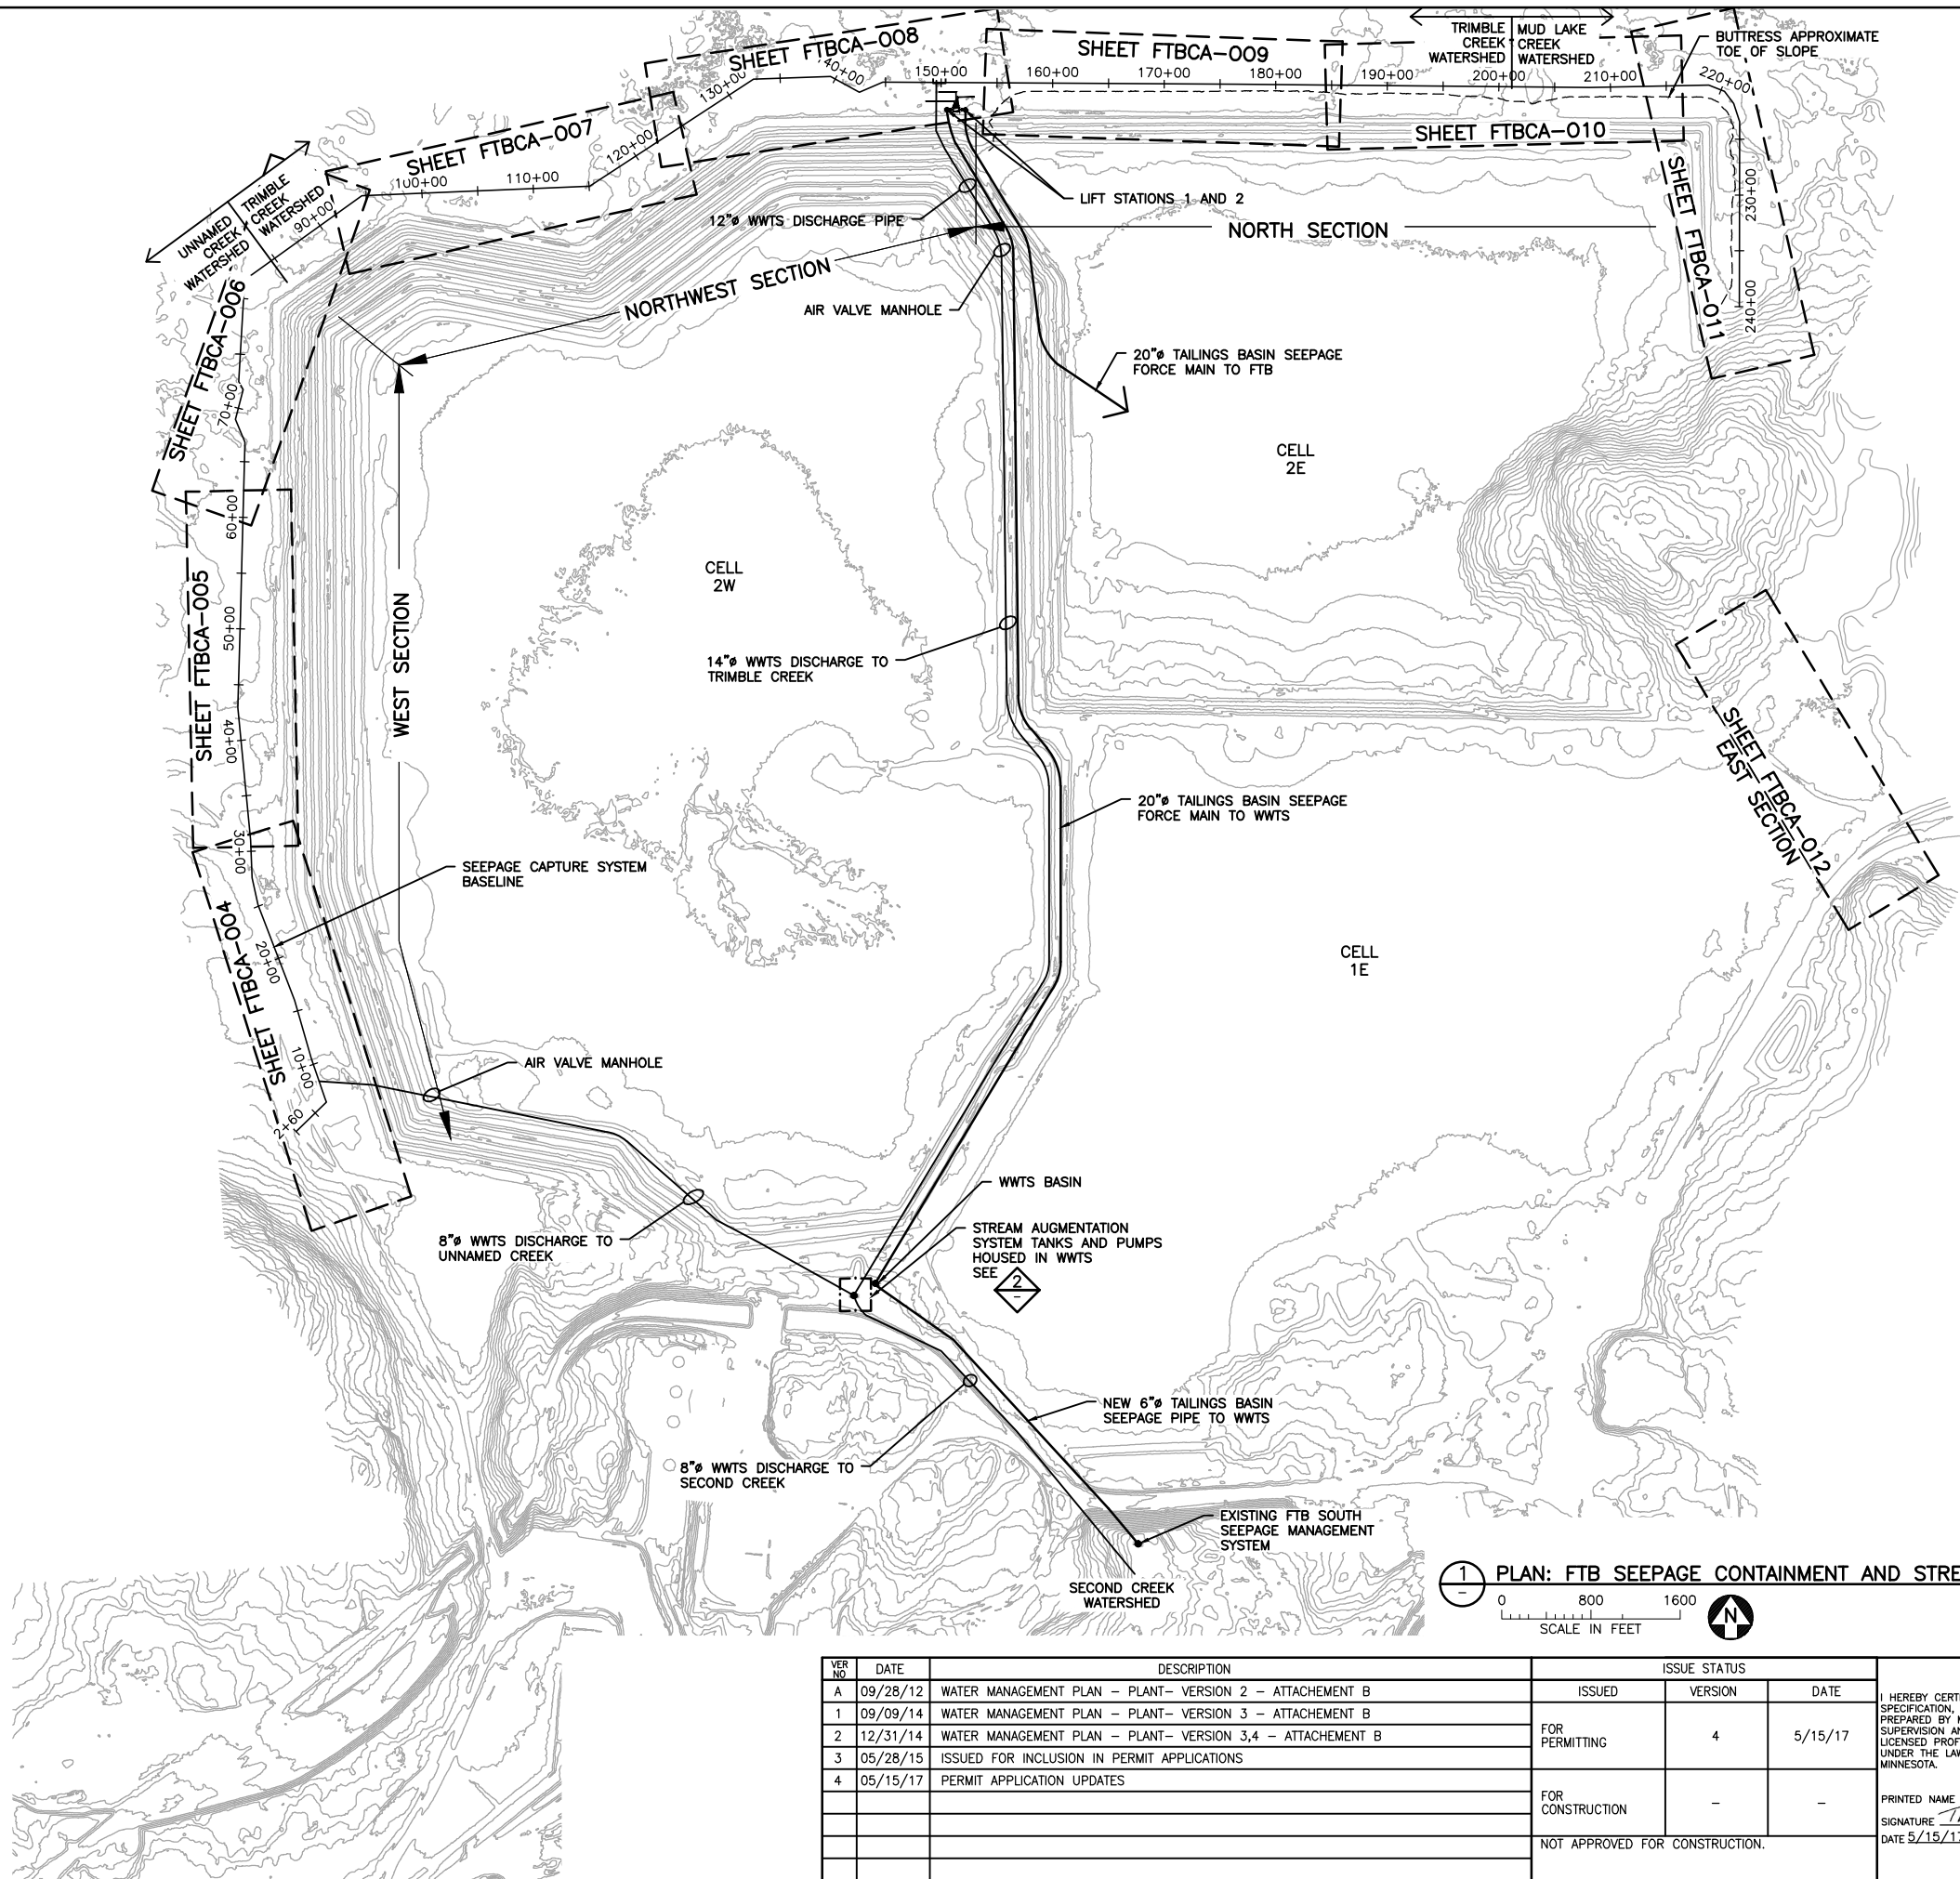 SHEET FTBCA-008
SHEET FTBCA-009
TRIMBLE
CREEK
WATERSHED
MUD LAKE
CREEK
WATERSHED
BUTTRESS APPROXIMATE
TOE OF SLOPE
130+00
140+00
150+00
160+00
170+00
180+00
190+00
200+00
210+00
220+00
SHEET FTBCA-007
120+00
SHEET FTBCA-010
UNNAMED
CREEK
WATERSHED
TRIMBLE
CREEK
WATERSHED
90+00
100+00
110+00
SHEET FTBCA-011
230+00
240+00
LIFT STATIONS 1 AND 2
12"ø WWTS DISCHARGE PIPE
NORTH SECTION
NORTHWEST SECTION
AIR VALVE MANHOLE
SHEET FTBCA-006
70+00
20"ø TAILINGS BASIN SEEPAGE
FORCE MAIN TO FTB
CELL
2E
60+00
SHEET FTBCA-005
50+00
40+00
30+00
WEST SECTION
CELL
2W
14"ø WWTS DISCHARGE TO
TRIMBLE CREEK
SHEET FTBCA-012
EAST SECTION
20"ø TAILINGS BASIN SEEPAGE
FORCE MAIN TO WWTS
SEEPAGE CAPTURE SYSTEM
BASELINE
SHEET FTBCA-004
20+00
10+00
2+60
CELL
1E
AIR VALVE MANHOLE
WWTS BASIN
STREAM AUGMENTATION
SYSTEM TANKS AND PUMPS
HOUSED IN WWTS
SEE
2
-
8"ø WWTS DISCHARGE TO
UNNAMED CREEK
NEW 6"ø TAILINGS BASIN
SEEPAGE PIPE TO WWTS
8"ø WWTS DISCHARGE TO
SECOND CREEK
EXISTING FTB SOUTH
SEEPAGE MANAGEMENT
SYSTEM
SECOND CREEK
WATERSHED
1
-
PLAN: FTB SEEPAGE CONTAINMENT AND STRE
0 800 1600
SCALE IN FEET
N
VER NO DATE DESCRIPTION ISSUE STATUS
A 09/28/12 WATER MANAGEMENT PLAN - PLANT- VERSION 2 - ATTACHEMENT B
1 09/09/14 WATER MANAGEMENT PLAN - PLANT- VERSION 3 - ATTACHEMENT B
2 12/31/14 WATER MANAGEMENT PLAN - PLANT- VERSION 3,4 - ATTACHEMENT B
3 05/28/15 ISSUED FOR INCLUSION IN PERMIT APPLICATIONS
4 05/15/17 PERMIT APPLICATION UPDATES
ISSUED VERSION DATE
FOR
PERMITTING 4 5/15/17
FOR
CONSTRUCTION - -
NOT APPROVED FOR CONSTRUCTION.
I HEREBY CERT
SPECIFICATION,
PREPARED BY
SUPERVISION AN
LICENSED PROF
UNDER THE LAW
MINNESOTA.
PRINTED NAME
SIGNATURE
DATE 5/15/17